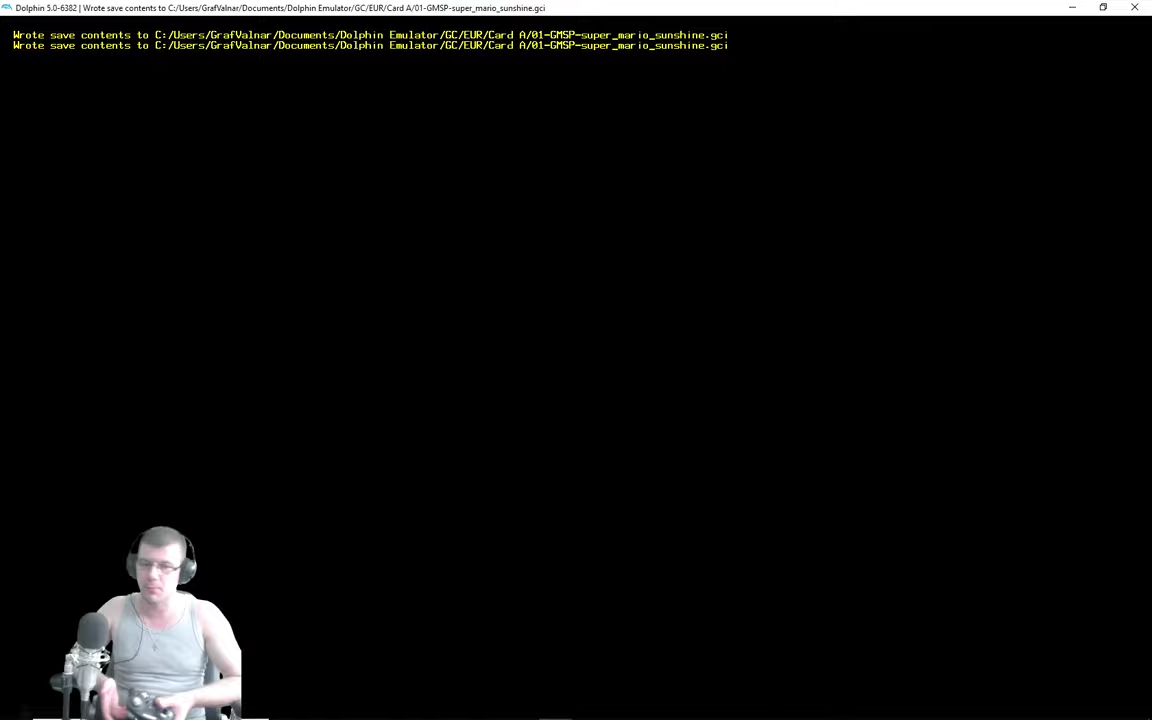 Dolphin 5.0-6382 | Wrote save contents to C:/Users/GrafValnar/Documents/Dolphin Emulator/GC/EUR/Card A/01-GMSP-super_mario_sunshine.gci
Wrote save contents to C:/Users/GrafValnar/Documents/Dolphin Emulator/GC/EUR/Card A/01-GMSP-super_mario_sunshine.gci
Wrote save contents to C:/Users/GrafValnar/Documents/Dolphin Emulator/GC/EUR/Card A/01-GMSP-super_mario_sunshine.gci